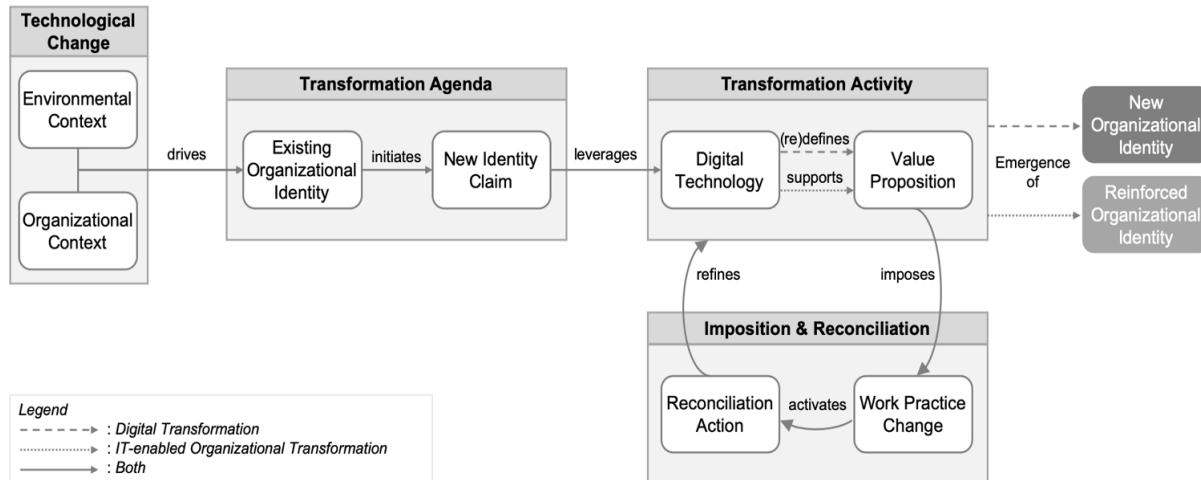 Technological
Change
Environmental
Context
Organizational
Context
drives
Transformation Agenda
Existing
Organizational
Identity
initiates
New Identity
Claim
leverages
Transformation Activity
Digital
Technology
(re)defines
supports
Value
Proposition
Emergence
of
New
Organizational
Identity
Reinforced
Organizational
Identity
refines
imposes
Imposition & Reconciliation
Reconciliation
Action
activates
Work Practice
Change
Legend
: Digital Transformation
: IT-enabled Organizational Transformation
: Both